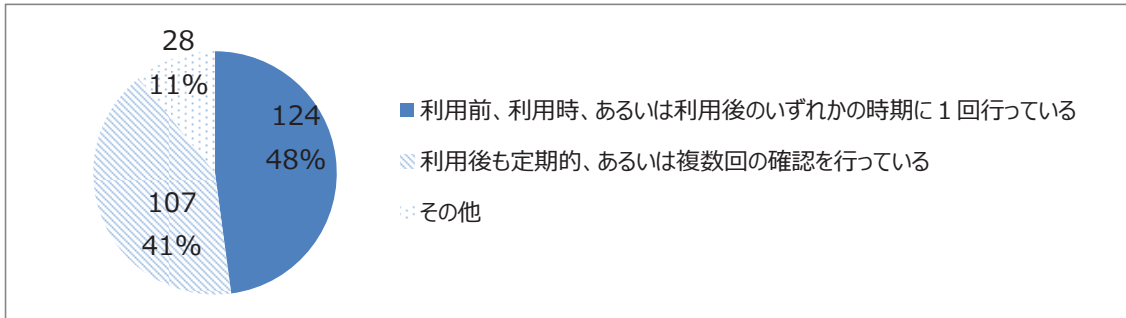 28
11%
124
48%
107
41%
利用前、利用時、あるいは利用後のいずれかの時期に１回行っている
利用後も定期的、あるいは複数回の確認を行っている
その他